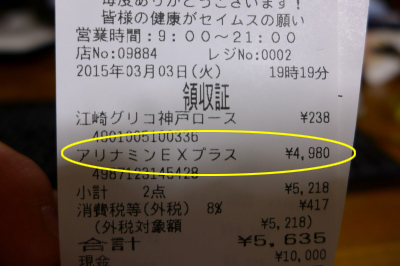 毎度ありがとうございます!
皆様の健康がセイムスの願い
営業時間:9:00~21:00
店No:09884 レジNo:0002
2015年03月03日(火) 19時19分
領収証
江崎グリコ神戸ロース ¥238
4901005100336
アリナミンEXプラス ¥4,980
4987123145428
小計 2点 ¥5,218
消費税等(外税) 8% ¥417
(外税対象額 ¥5,218)
合計 ¥5,635
現金 ¥10,000